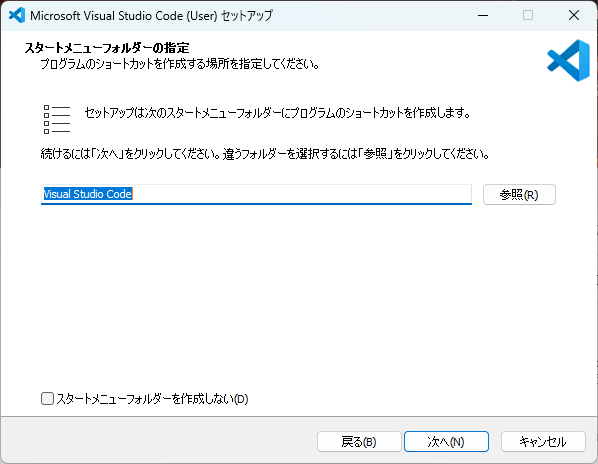 Microsoft Visual Studio Code (User) セットアップ
スタートメニューフォルダーの指定
プログラムのショートカットを作成する場所を指定してください。
セットアップは次のスタートメニューフォルダーにプログラムのショートカットを作成します。
続けるには「次へ」をクリックしてください。違うフォルダーを選択するには「参照」をクリックしてください。
Visual Studio Code 参照(R)
スタートメニューフォルダーを作成しない(D)
戻る(B) 次へ(N) キャンセル